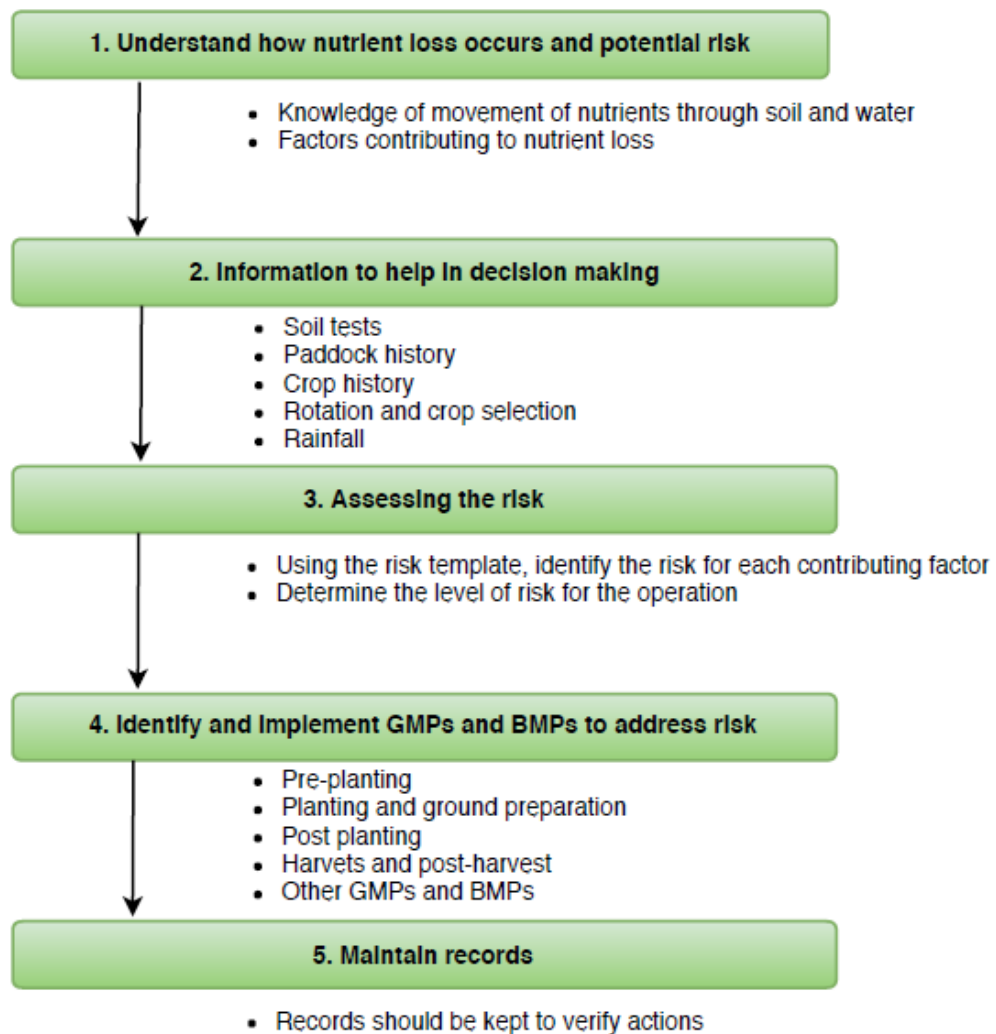 1. Understand how nutrient loss occurs and potential risk
• Knowledge of movement of nutrients through soil and water
• Factors contributing to nutrient loss
2. Information to help in decision making
• Soil tests
• Paddock history
• Crop history
• Rotation and crop selection
• Rainfall
3. Assessing the risk
• Using the risk template, identify the risk for each contributing factor
• Determine the level of risk for the operation
4. Identify and implement GMPs and BMPs to address risk
• Pre-planting
• Planting and ground preparation
• Post planting
• Harvets and post-harvest
• Other GMPs and BMPs
5. Maintain records
• Records should be kept to verify actions